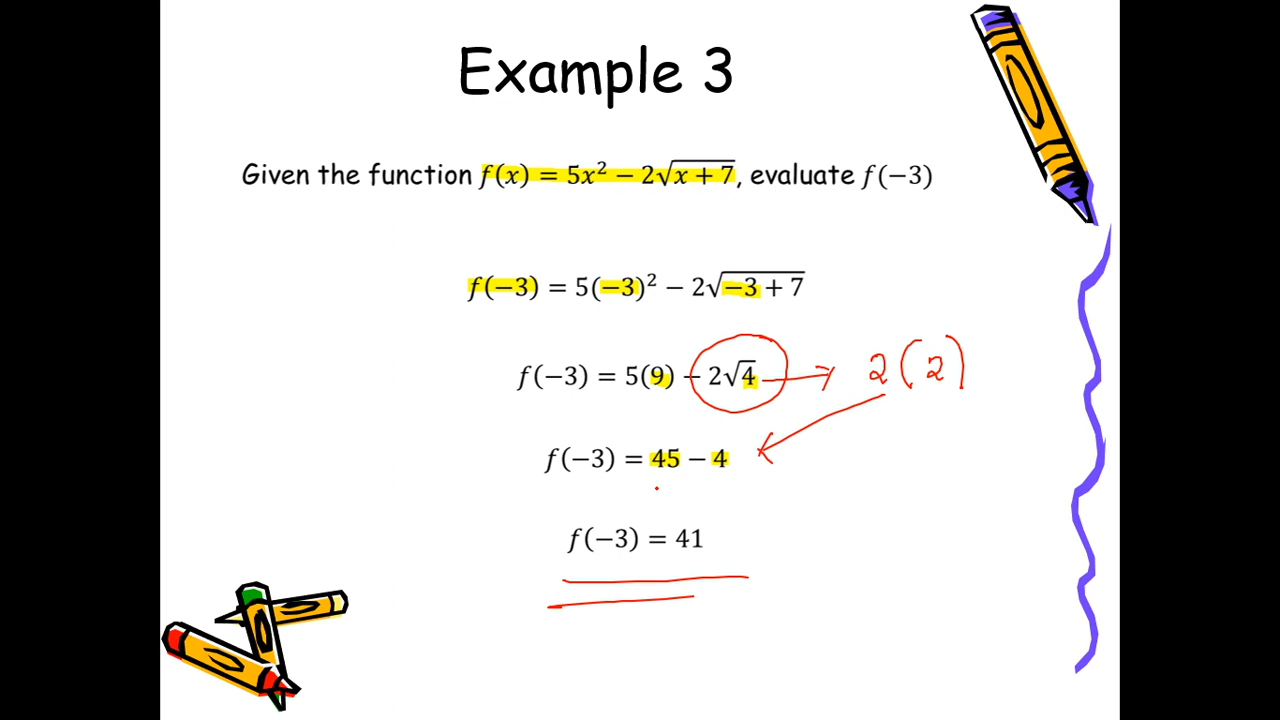 Example 3
Given the function f(x) = 5x² − 2√(x + 7), evaluate f(−3)
f(−3) = 5(−3)² − 2√(−3 + 7)
f(−3) = 5(9) − 2√4 → 2(2)
f(−3) = 45 − 4
f(−3) = 41